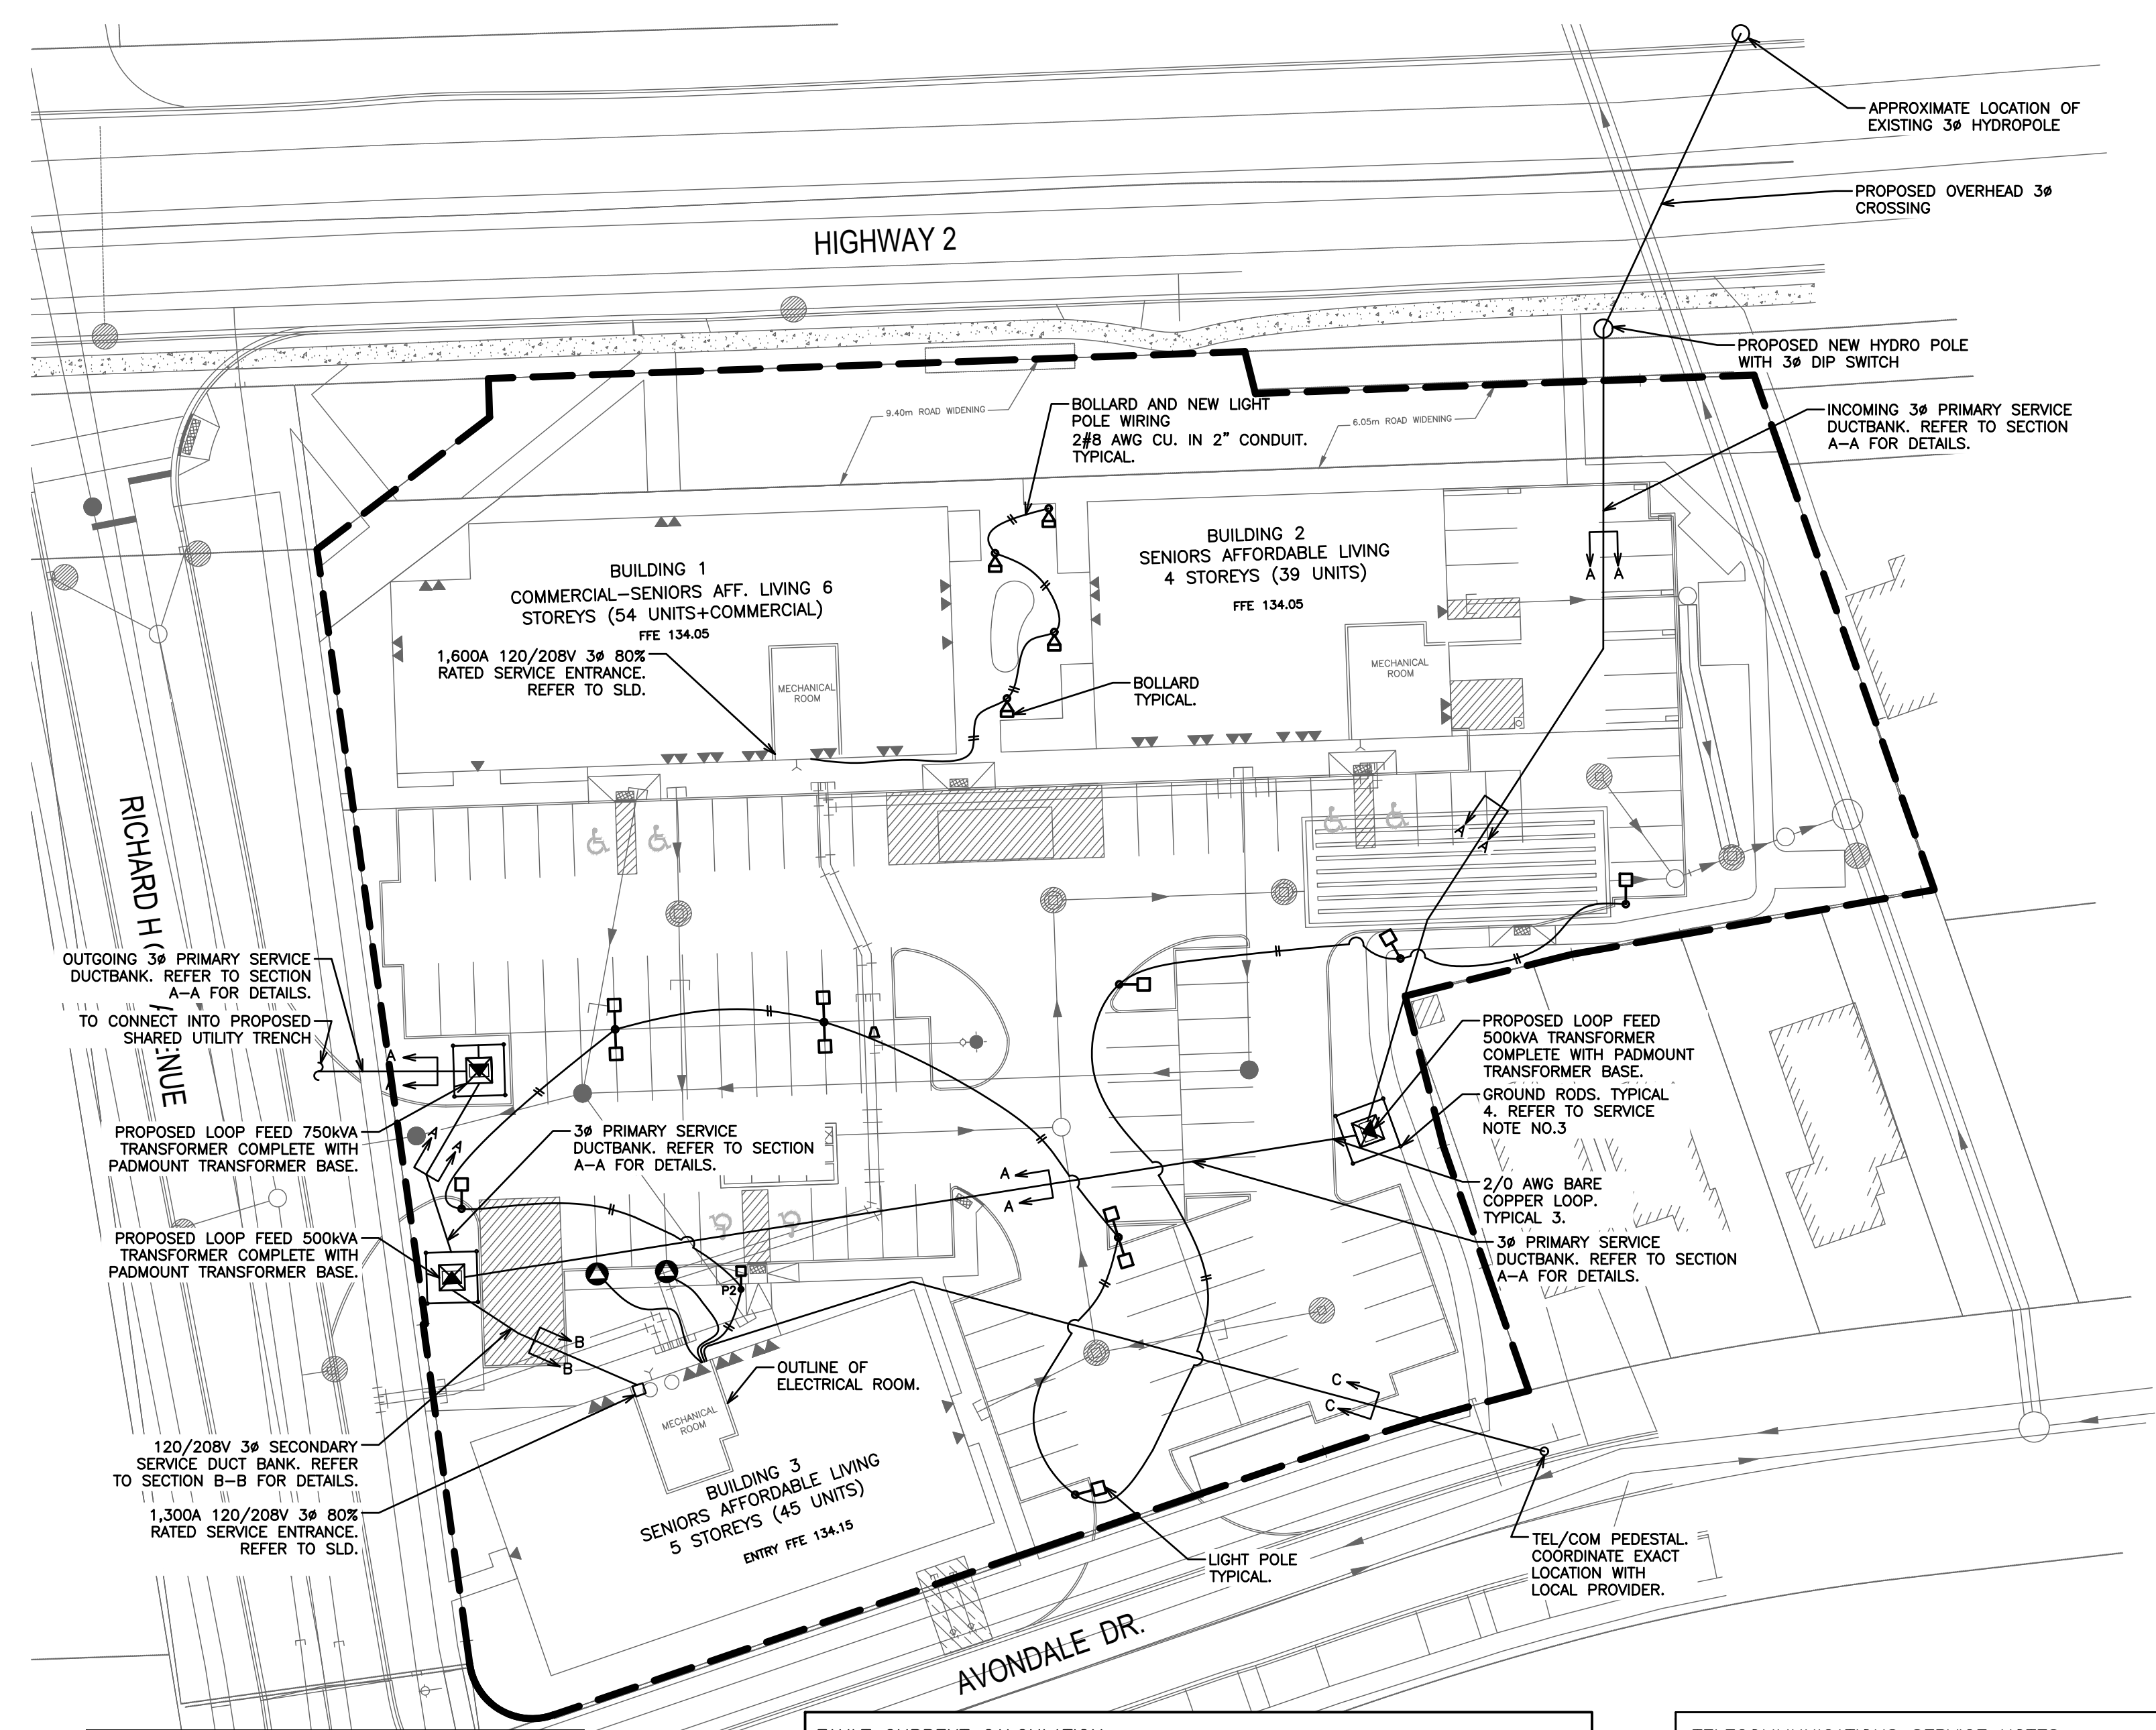 APPROXIMATE LOCATION OF
EXISTING 3ø HYDROPOLE
PROPOSED OVERHEAD 3ø
CROSSING
HIGHWAY 2
PROPOSED NEW HYDRO POLE
WITH 3ø DIP SWITCH
9.40m ROAD WIDENING
BOLLARD AND NEW LIGHT
POLE WIRING
2#8 AWG CU. IN 2" CONDUIT.
TYPICAL.
6.05m ROAD WIDENING
INCOMING 3ø PRIMARY SERVICE
DUCTBANK. REFER TO SECTION
A-A FOR DETAILS.
BUILDING 1
COMMERCIAL-SENIORS AFF. LIVING 6
STOREYS (54 UNITS+COMMERCIAL)
FFE 134.05
BUILDING 2
SENIORS AFFORDABLE LIVING
4 STOREYS (39 UNITS)
FFE 134.05
A A
1,600A 120/208V 3ø 80%
RATED SERVICE ENTRANCE.
REFER TO SLD.
MECHANICAL
ROOM
MECHANICAL
ROOM
BOLLARD
TYPICAL.
A
A
RICHARD H
ENUE
OUTGOING 3ø PRIMARY SERVICE
DUCTBANK. REFER TO SECTION
A-A FOR DETAILS.
TO CONNECT INTO PROPOSED
SHARED UTILITY TRENCH
A
A
PROPOSED LOOP FEED
500kVA TRANSFORMER
COMPLETE WITH PADMOUNT
TRANSFORMER BASE.
GROUND RODS. TYPICAL
4. REFER TO SERVICE
NOTE NO.3
PROPOSED LOOP FEED 750kVA
TRANSFORMER COMPLETE WITH
PADMOUNT TRANSFORMER BASE.
A
A
3ø PRIMARY SERVICE
DUCTBANK. REFER TO SECTION
A-A FOR DETAILS.
A
A
2/0 AWG BARE
COPPER LOOP.
TYPICAL 3.
PROPOSED LOOP FEED 500kVA
TRANSFORMER COMPLETE WITH
PADMOUNT TRANSFORMER BASE.
3ø PRIMARY SERVICE
DUCTBANK. REFER TO SECTION
A-A FOR DETAILS.
P2
B
B
OUTLINE OF
ELECTRICAL ROOM.
C
C
MECHANICAL
ROOM
120/208V 3ø SECONDARY
SERVICE DUCT BANK. REFER
TO SECTION B-B FOR DETAILS.
1,300A 120/208V 3ø 80%
RATED SERVICE ENTRANCE.
REFER TO SLD.
BUILDING 3
SENIORS AFFORDABLE LIVING
5 STOREYS (45 UNITS)
ENTRY FFE 134.15
LIGHT POLE
TYPICAL.
TEL/COM PEDESTAL.
COORDINATE EXACT
LOCATION WITH
LOCAL PROVIDER.
AVONDALE DR.